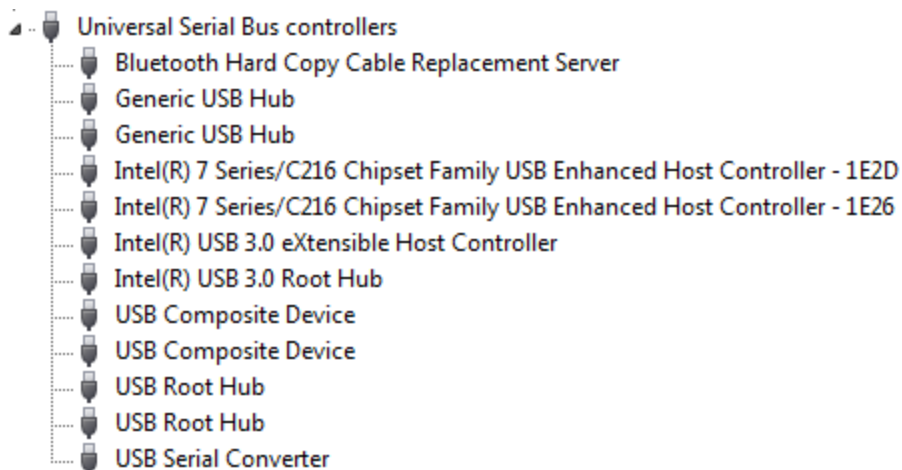 Universal Serial Bus controllers
Bluetooth Hard Copy Cable Replacement Server
Generic USB Hub
Generic USB Hub
Intel(R) 7 Series/C216 Chipset Family USB Enhanced Host Controller - 1E2D
Intel(R) 7 Series/C216 Chipset Family USB Enhanced Host Controller - 1E26
Intel(R) USB 3.0 eXtensible Host Controller
Intel(R) USB 3.0 Root Hub
USB Composite Device
USB Composite Device
USB Root Hub
USB Root Hub
USB Serial Converter